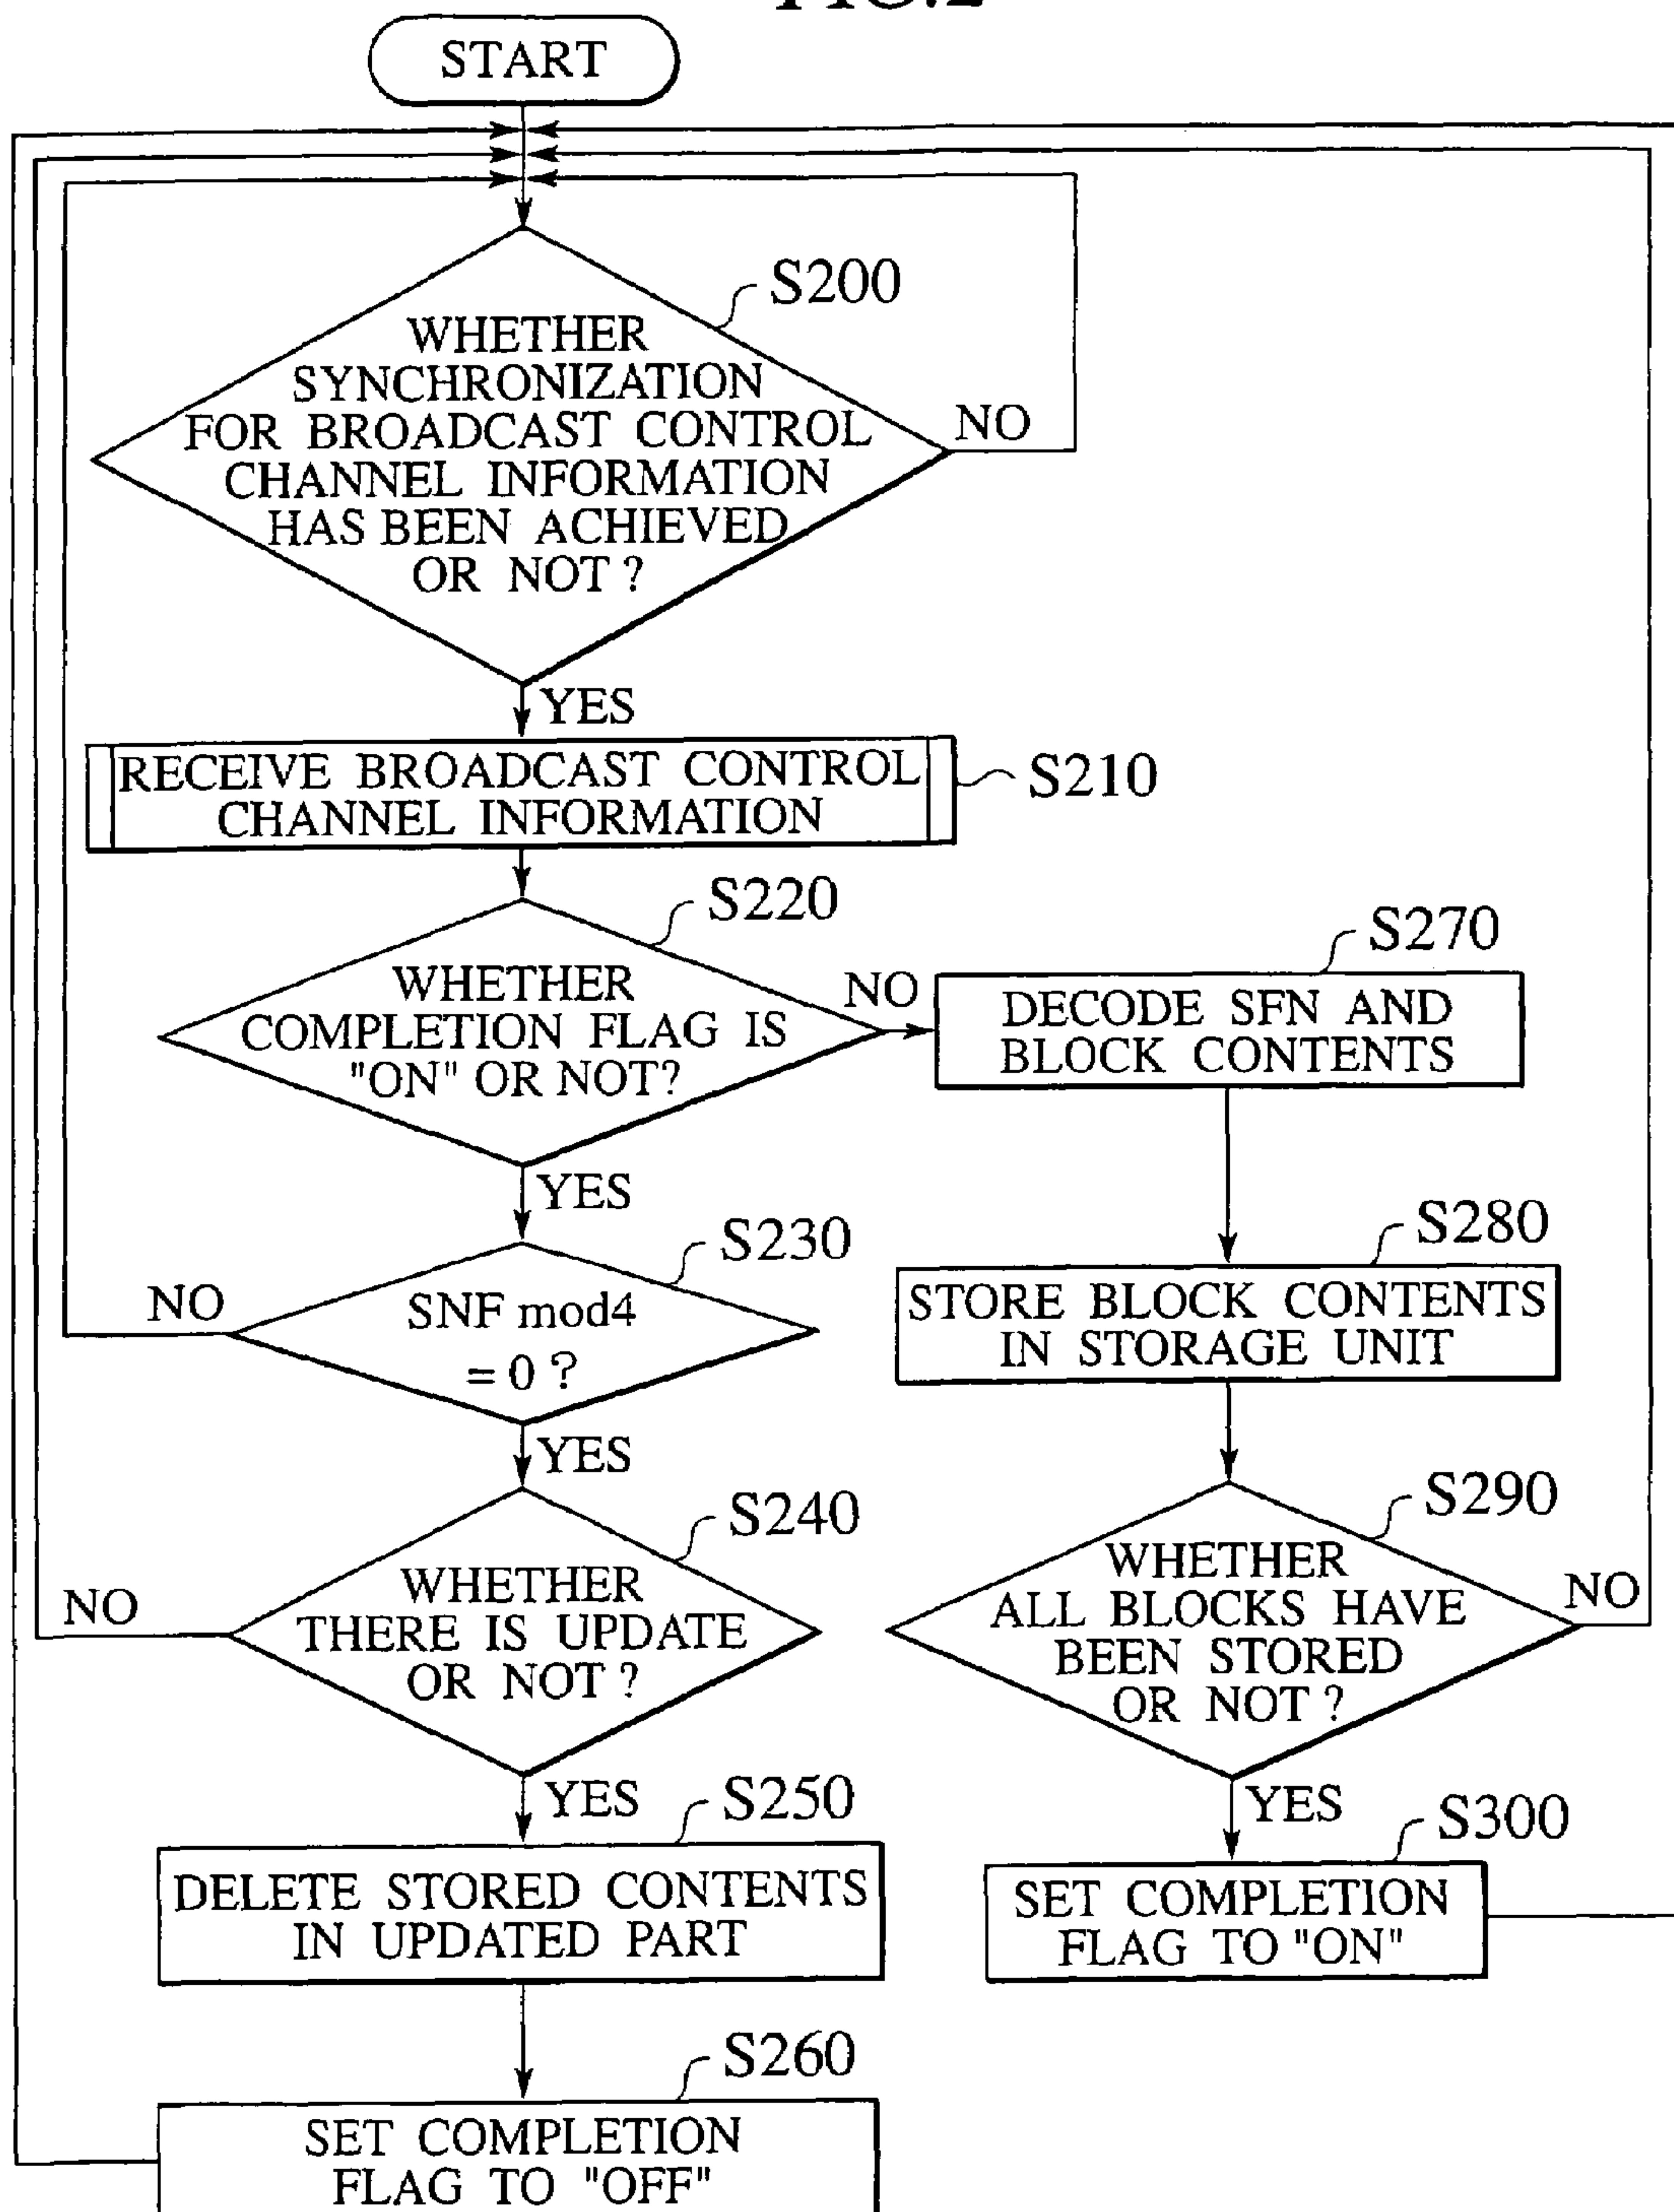 FIG.2
START
S200
WHETHER
SYNCHRONIZATION
FOR BROADCAST CONTROL
CHANNEL INFORMATION
HAS BEEN ACHIEVED
OR NOT ?
NO
YES
RECEIVE BROADCAST CONTROL
CHANNEL INFORMATION
S210
S220
WHETHER
COMPLETION FLAG IS
"ON" OR NOT?
NO
YES
S270
DECODE SFN AND
BLOCK CONTENTS
S230
SNF mod4
= 0 ?
NO
YES
S280
STORE BLOCK CONTENTS
IN STORAGE UNIT
S240
WHETHER
THERE IS UPDATE
OR NOT ?
NO
YES
S290
WHETHER
ALL BLOCKS HAVE
BEEN STORED
OR NOT ?
NO
YES
S250
DELETE STORED CONTENTS
IN UPDATED PART
S300
SET COMPLETION
FLAG TO "ON"
S260
SET COMPLETION
FLAG TO "OFF"